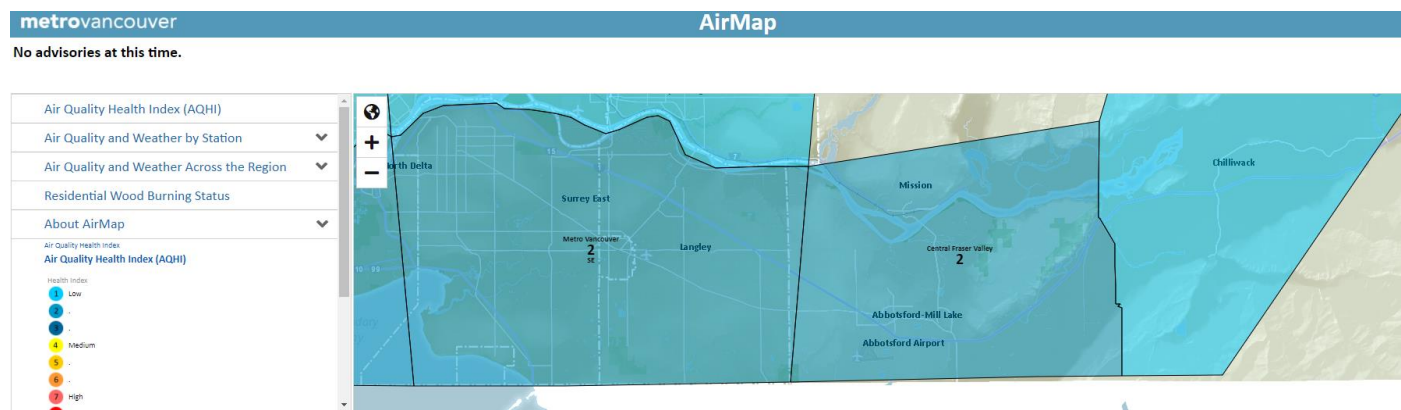 metrovancouver
AirMap
No advisories at this time.
Air Quality Health Index (AQHI)
Air Quality and Weather by Station
Air Quality and Weather Across the Region
Residential Wood Burning Status
About AirMap
Air Quality Health Index
Air Quality Health Index (AQHI)
Health Index
1 Low
2 .
3 .
4 Medium
5 .
6 .
7 High
+
−
North Delta
15
7
Surrey East
Metro Vancouver
2
SE
Langley
Mission
Central Fraser Valley
2
Abbotsford-Mill Lake
Abbotsford Airport
Chilliwack